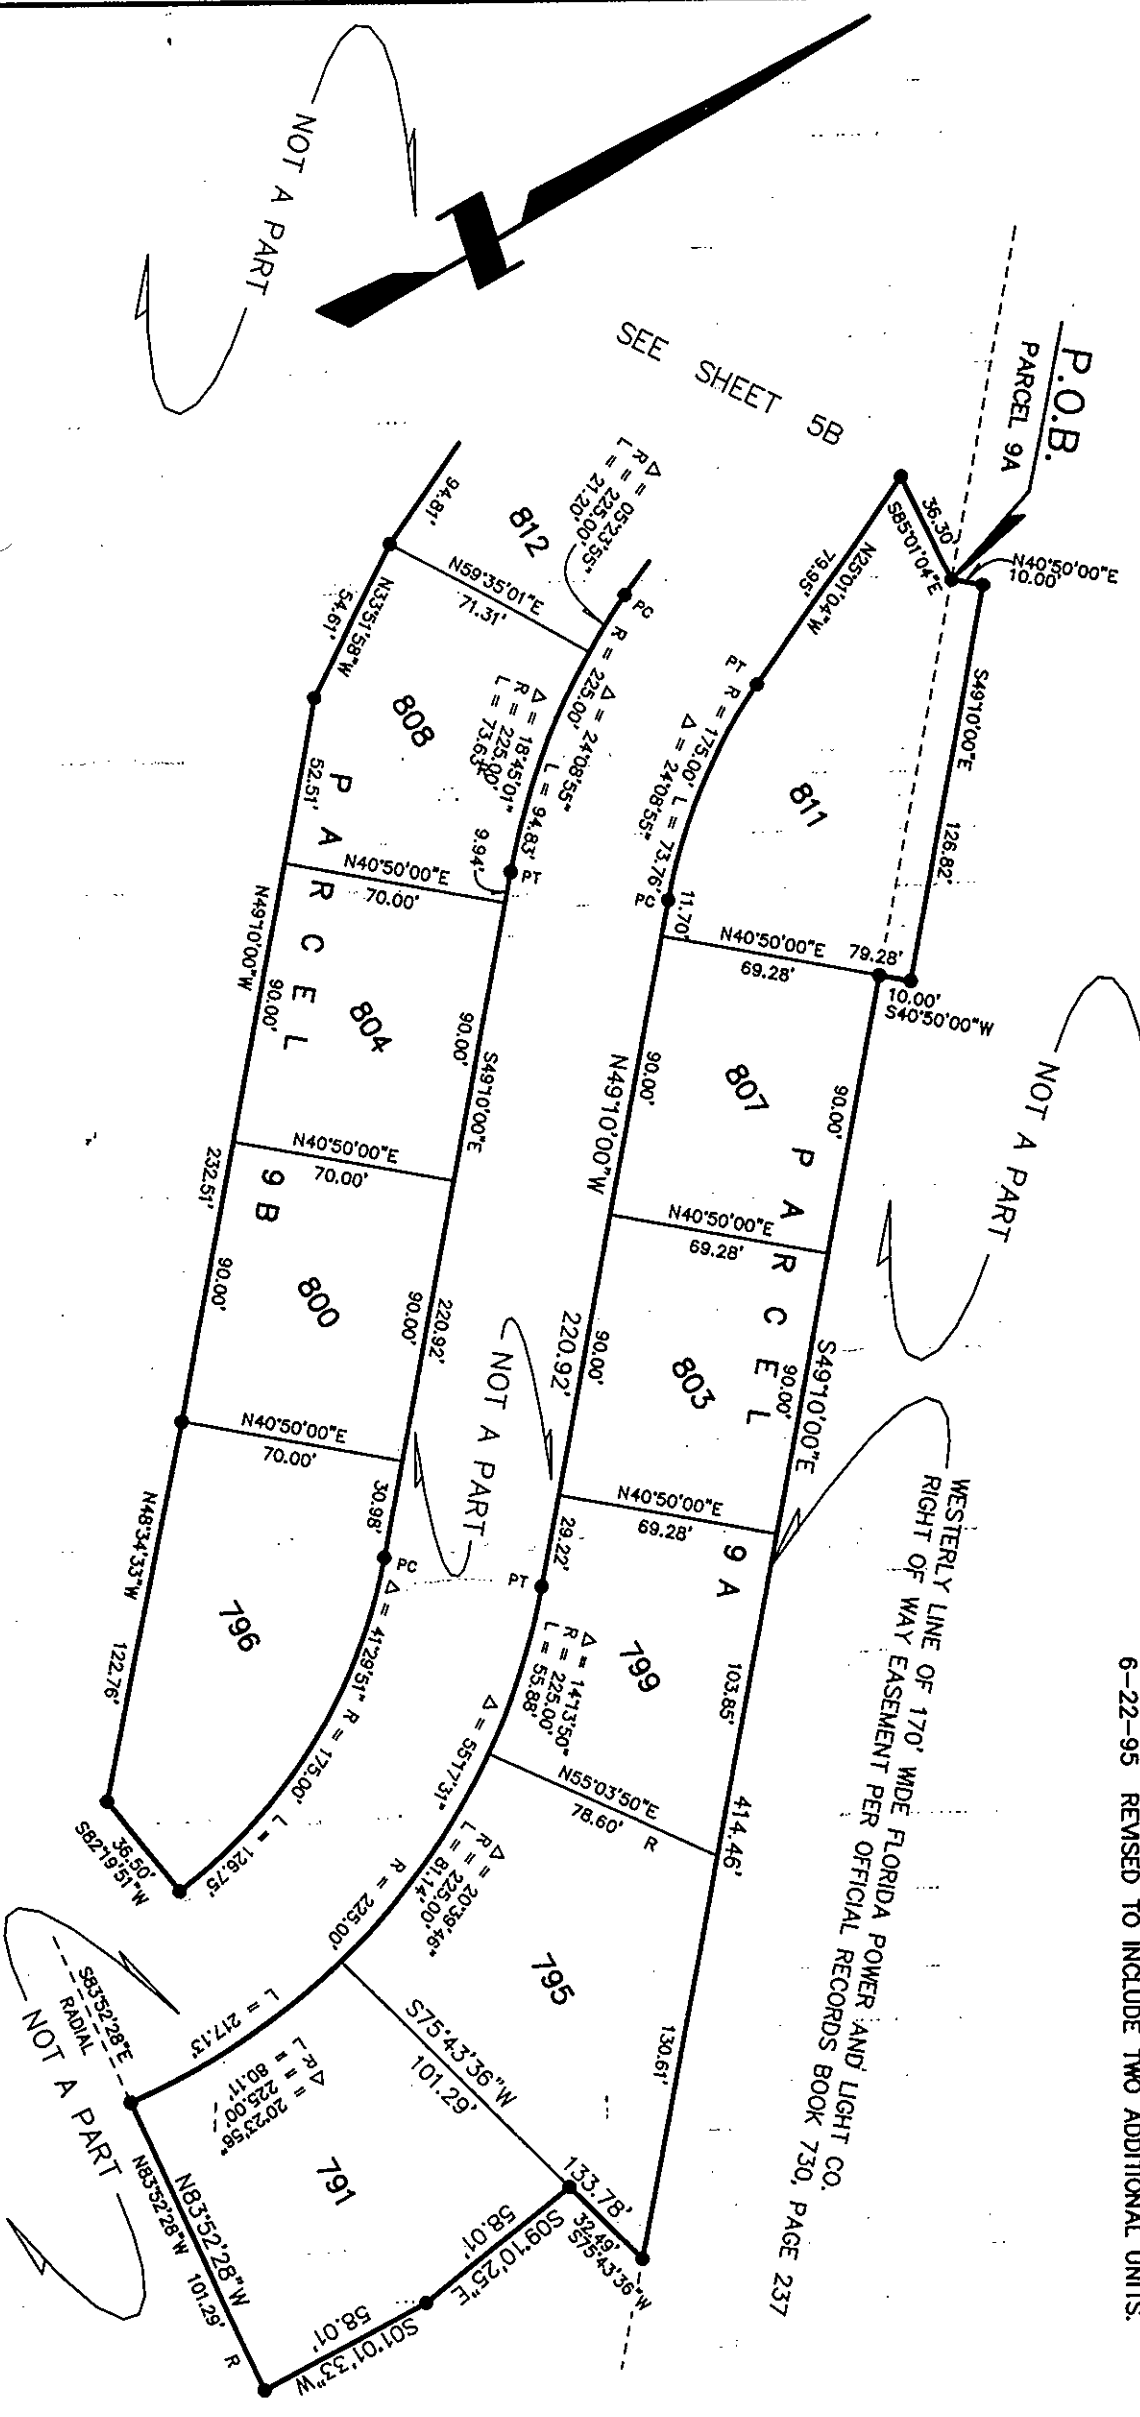 6-22-95 REVISED TO INCLUDE TWO ADDITIONAL UNITS.
NOT A PART
N
SEE SHEET 5B
P.O.B.
PARCEL 9A
36.30'
S85°01'04"E
N40°50'00"E
10.00'
79.95'
N25°01'04"W
S49°10'00"E
126.82'
PT
R = 175.00' L = 73.76'
Δ = 24°08'55"
811
PC
11.70'
N40°50'00"E 79.28'
69.28'
10.00'
S40°50'00"W
NOT A PART
94.81'
812
Δ = 05°23'55"
R = 225.00'
L = 21.20'
N59°35'01"E
71.31'
PC
Δ = 24°08'55"
R = 225.00' L = 94.83'
54.61'
N33°51'58"W
808
Δ = 18°45'01"
R = 225.00'
L = 73.63'
9.94'
PT
52.51'
N40°50'00"E
70.00'
PARCEL
9B
N49°10'00"W
90.00'
804
90.00'
S49°10'00"E
N40°50'00"E
70.00'
232.51'
90.00'
800
220.92'
90.00'
N40°50'00"E
70.00'
30.98'
PC
N48°34'33"W
122.76'
796
Δ = 41°29'51" R = 175.00' L = 126.75'
36.50'
S82°19'51"W
NOT A PART
90.00'
N49°10'00"W
807
90.00'
N40°50'00"E
69.28'
PARCEL
9A
220.92'
90.00'
803
90.00'
S49°10'00"E
N40°50'00"E
69.28'
29.22'
PT
799
Δ = 14°13'50"
R = 225.00'
L = 55.88'
103.85'
414.46'
WESTERLY LINE OF 170' WIDE FLORIDA POWER AND LIGHT CO.
RIGHT OF WAY EASEMENT PER OFFICIAL RECORDS BOOK 730, PAGE 237
N55°03'50"E
78.60' R
Δ = 55°17'31" R = 225.00' L = 217.13'
Δ = 20°39'46"
R = 225.00'
L = 81.14'
795
130.61'
S75°43'36"W
101.29'
133.78'
32.49'
S75°43'36"W
S09°10'25"E
58.01'
S01°01'33"W
58.01'
791
Δ = 20°23'56"
R = 225.00'
L = 80.11'
N83°52'28"W
N83°52'28"W 101.29' R
S83°52'28"E
RADIAL
NOT A PART